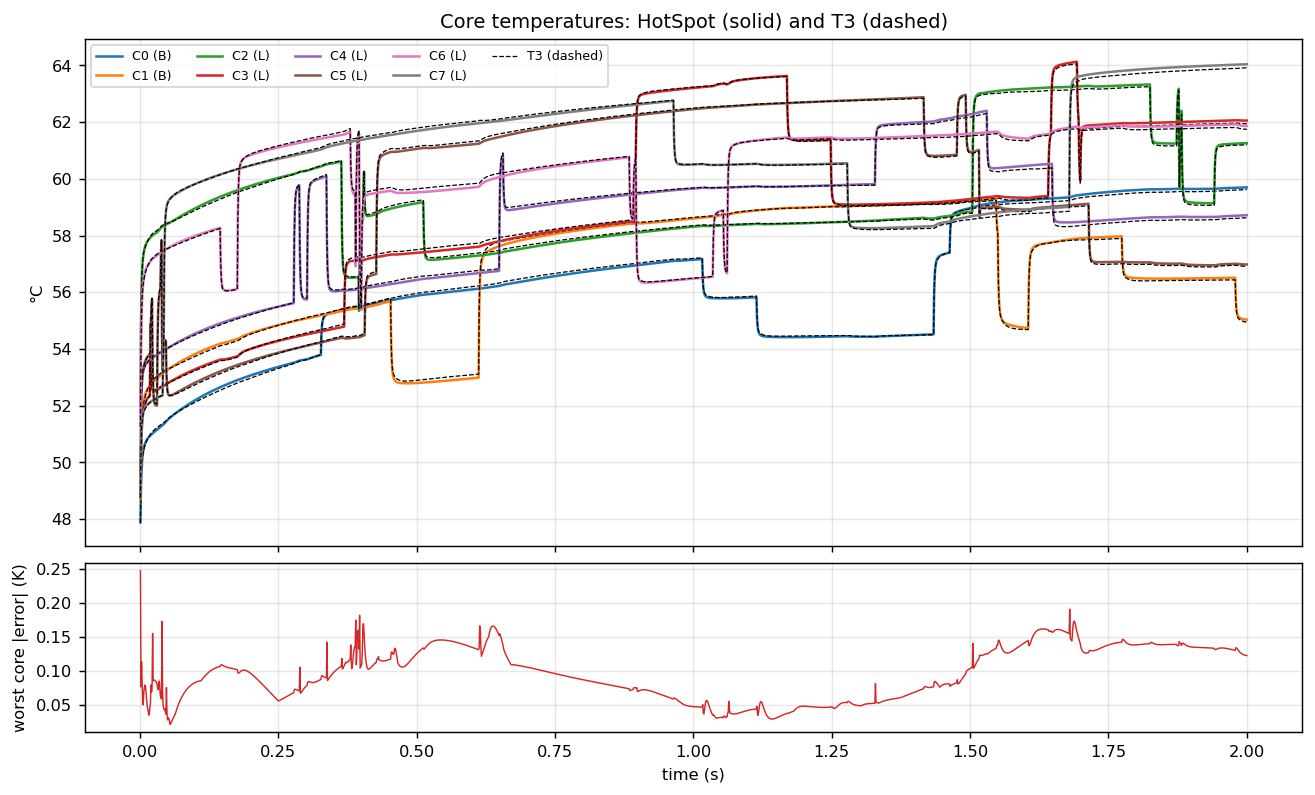 Core temperatures: HotSpot (solid) and T3 (dashed)
C0 (B) C2 (L) C4 (L) C6 (L) T3 (dashed)
C1 (B) C3 (L) C5 (L) C7 (L)
°C
64
62
60
58
56
54
52
50
48
worst core |error| (K)
0.25
0.20
0.15
0.10
0.05
0.00 0.25 0.50 0.75 1.00 1.25 1.50 1.75 2.00
time (s)